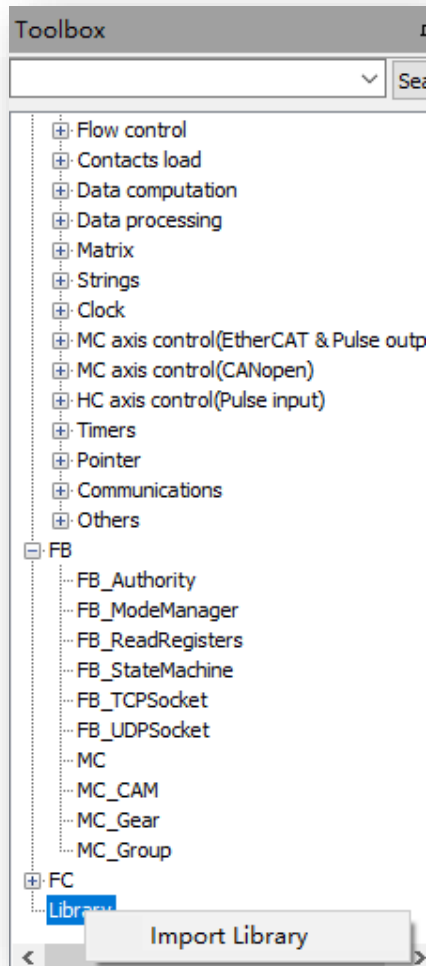 Toolbox
Sea
Flow control
Contacts load
Data computation
Data processing
Matrix
Strings
Clock
MC axis control(EtherCAT & Pulse outp
MC axis control(CANopen)
HC axis control(Pulse input)
Timers
Pointer
Communications
Others
FB
FB_Authority
FB_ModeManager
FB_ReadRegisters
FB_StateMachine
FB_TCPSocket
FB_UDPSocket
MC
MC_CAM
MC_Gear
MC_Group
FC
Library
Import Library